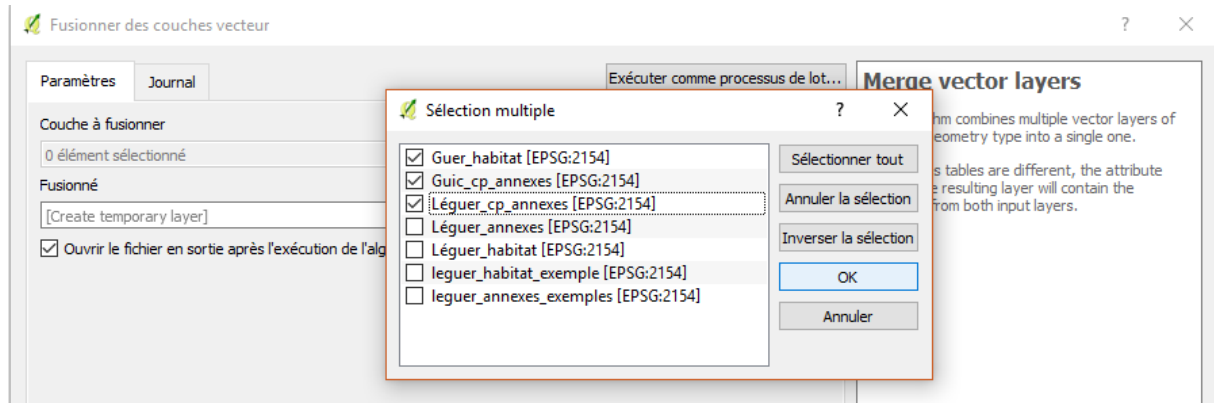 Fusionner des couches vecteur
Paramètres
Journal
Exécuter comme processus de lot...
Couche à fusionner
0 élément sélectionné
Fusionné
[Create temporary layer]
Ouvrir le fichier en sortie après l'exécution de l'alg
Sélection multiple
Guer_habitat [EPSG:2154]
Guic_cp_annexes [EPSG:2154]
Léguer_cp_annexes [EPSG:2154]
Léguer_annexes [EPSG:2154]
Léguer_habitat [EPSG:2154]
leguer_habitat_exemple [EPSG:2154]
leguer_annexes_exemples [EPSG:2154]
Sélectionner tout
Annuler la sélection
Inverser la sélection
OK
Annuler
Merge vector layers
hm combines multiple vector layers of
eometry type into a single one.
s tables are different, the attribute
e resulting layer will contain the
from both input layers.